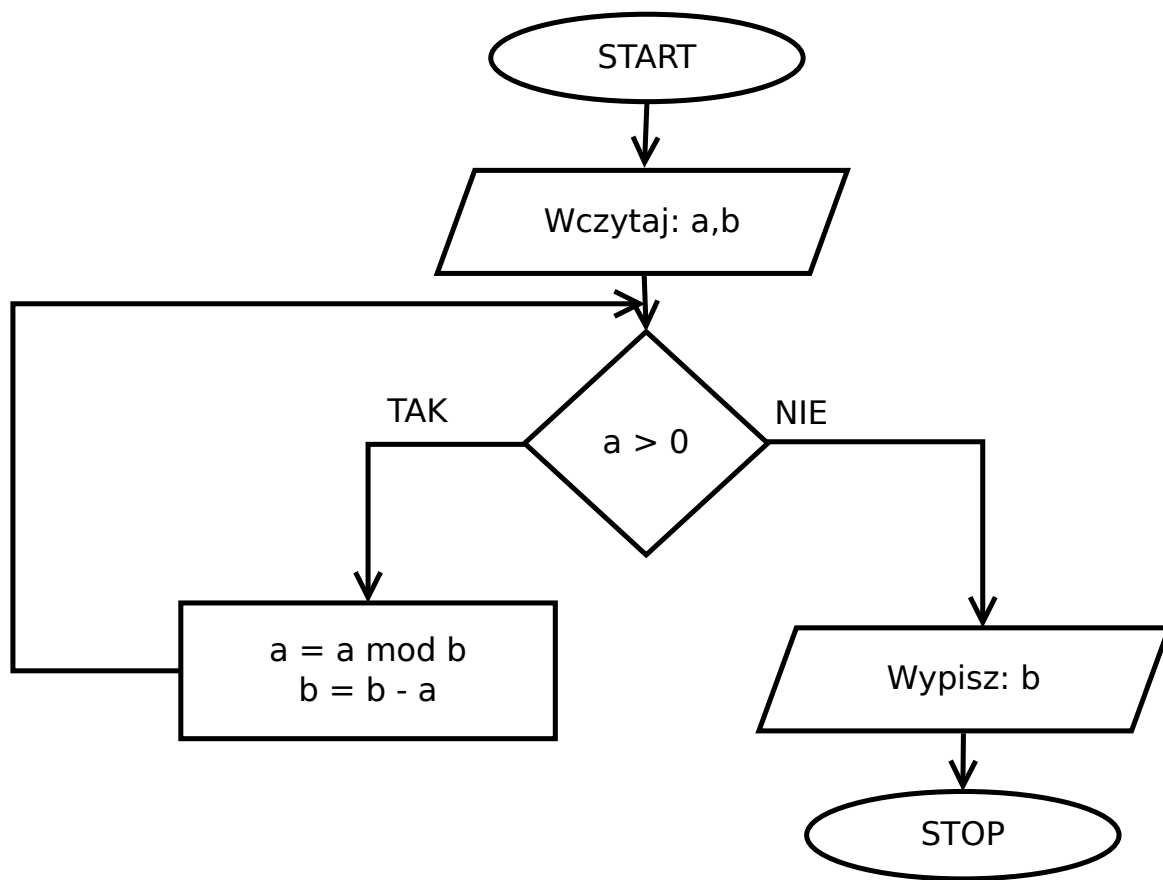 START
Wczytaj: a,b
TAK
NIE
a > 0
a = a mod b
b = b - a
Wypisz: b
STOP